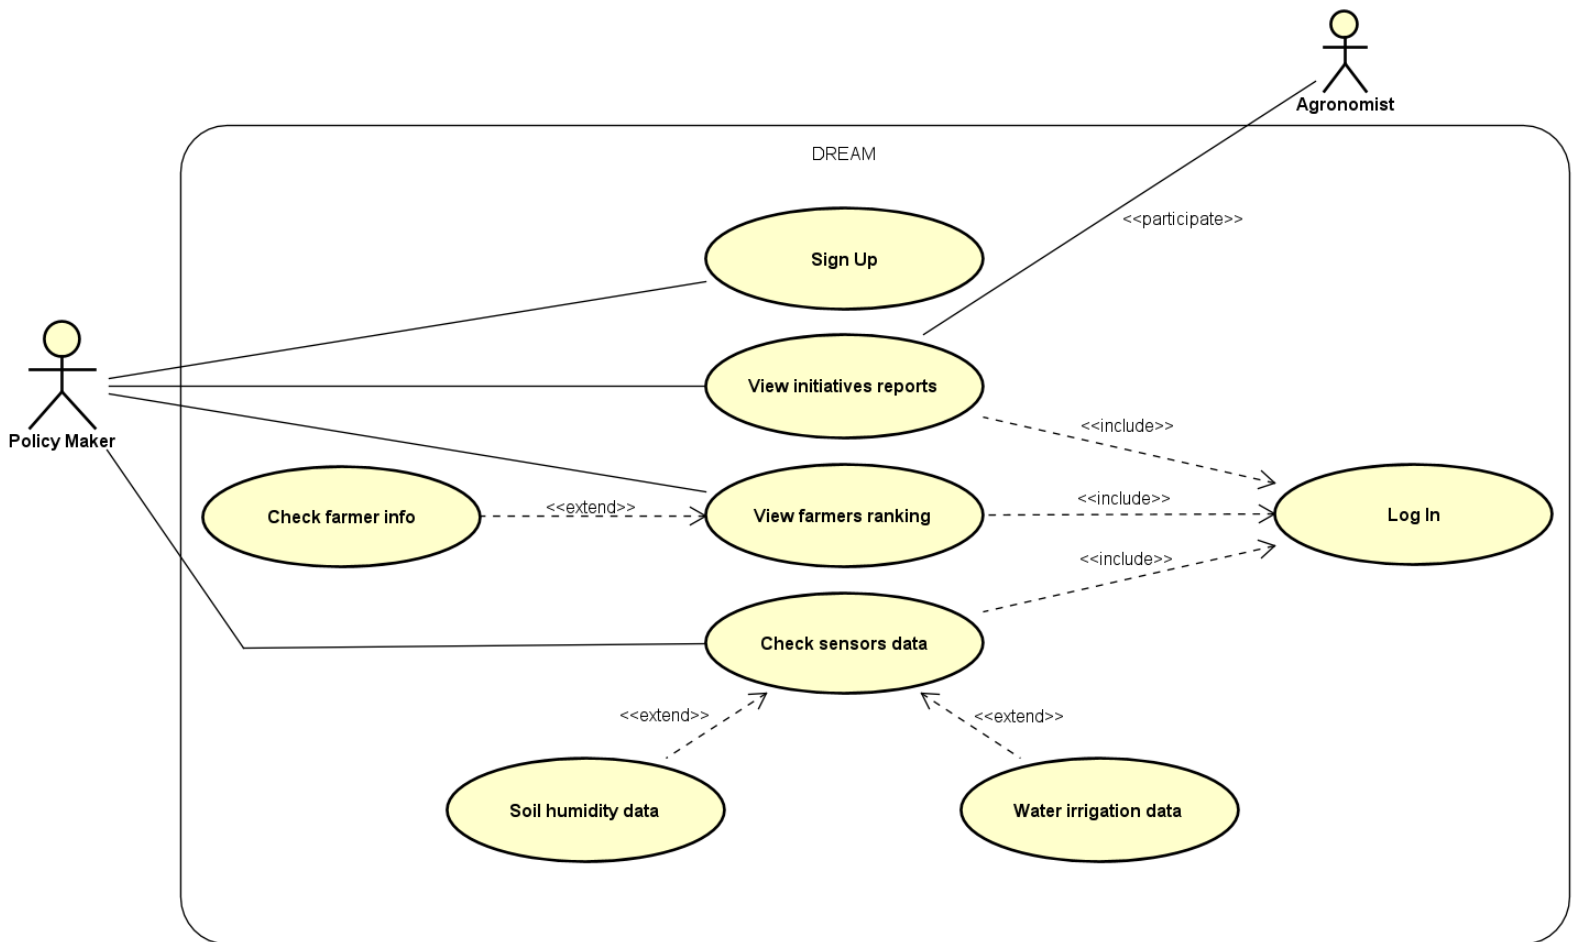 Agronomist
DREAM
<<participate>>
Sign Up
View initiatives reports
<<include>>
Policy Maker
Check farmer info
<<extend>>
View farmers ranking
<<include>>
Log In
<<include>>
Check sensors data
<<extend>>
<<extend>>
Soil humidity data
Water irrigation data